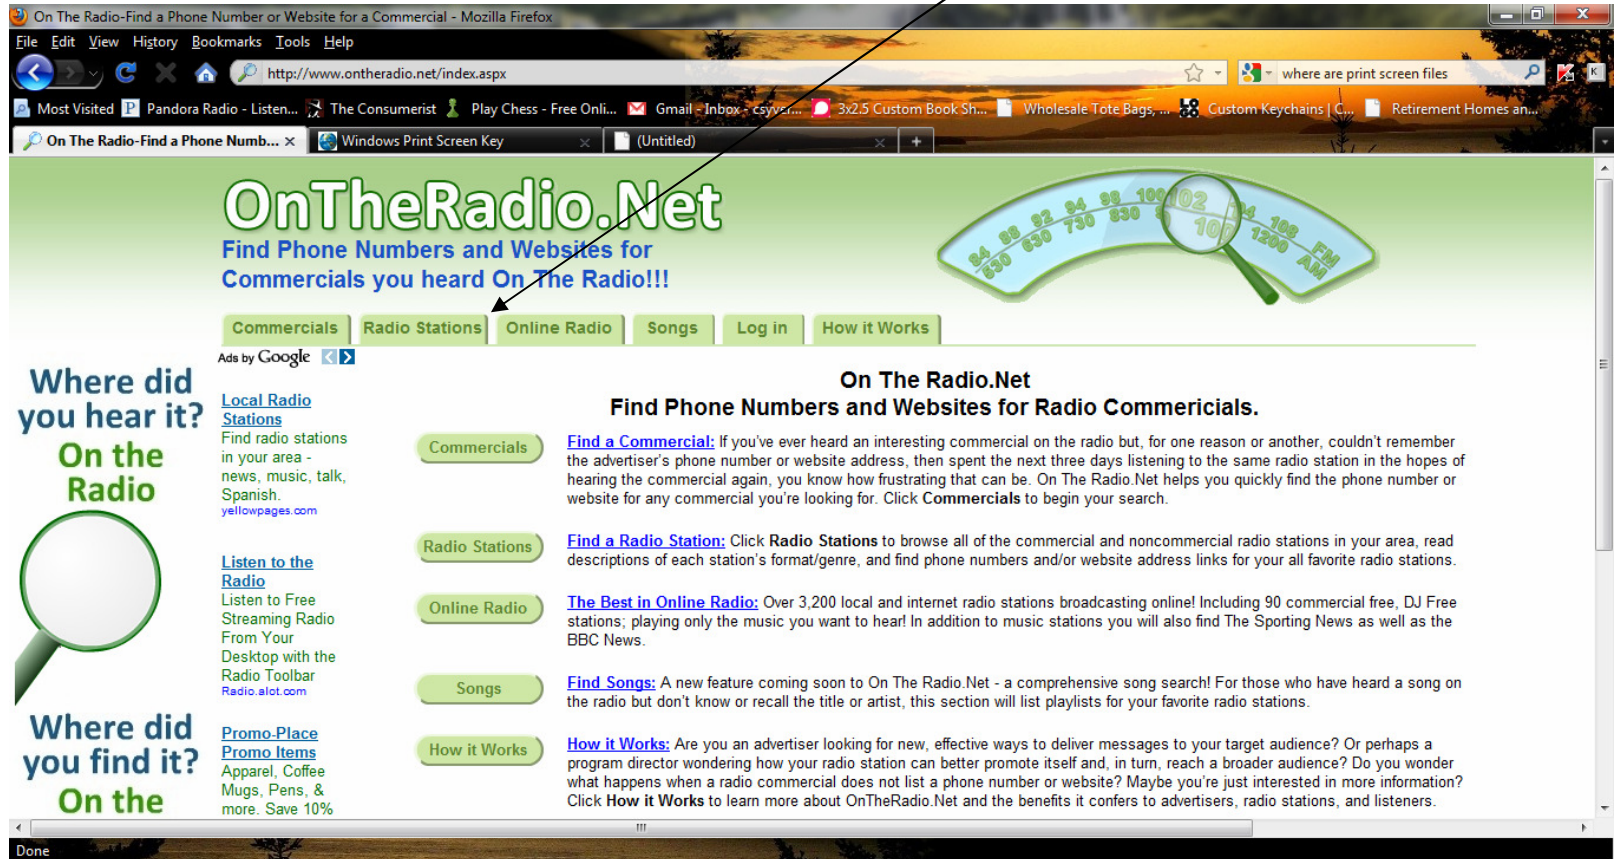 On The Radio-Find a Phone Number or Website for a Commercial - Mozilla Firefox
File Edit View History Bookmarks Tools Help
http://www.ontheradio.net/index.aspx
where are print screen files
Most Visited Pandora Radio - Listen... The Consumerist Play Chess - Free Onli... Gmail - Inbox - csyver... 3x2.5 Custom Book Sh... Wholesale Tote Bags, ... Custom Keychains | C... Retirement Homes an...
On The Radio-Find a Phone Numb... Windows Print Screen Key (Untitled)
OnTheRadio.Net
Find Phone Numbers and Websites for
Commercials you heard On The Radio!!!
84 88 92 94 98 100 102 94 108 FM
530 630 730 830 100 1200 AM
Commercials Radio Stations Online Radio Songs Log in How it Works
Ads by Google
Where did
you hear it?
On the
Radio
Where did
you find it?
On the
Local Radio
Stations
Find radio stations
in your area -
news, music, talk,
Spanish.
yellowpages.com
Listen to the
Radio
Listen to Free
Streaming Radio
From Your
Desktop with the
Radio Toolbar
Radio.alot.com
Promo-Place
Promo Items
Apparel, Coffee
Mugs, Pens, &
more. Save 10%
On The Radio.Net
Find Phone Numbers and Websites for Radio Commericials.
Commercials
Find a Commercial: If you've ever heard an interesting commercial on the radio but, for one reason or another, couldn't remember
the advertiser's phone number or website address, then spent the next three days listening to the same radio station in the hopes of
hearing the commercial again, you know how frustrating that can be. On The Radio.Net helps you quickly find the phone number or
website for any commercial you're looking for. Click Commercials to begin your search.
Radio Stations
Find a Radio Station: Click Radio Stations to browse all of the commercial and noncommercial radio stations in your area, read
descriptions of each station's format/genre, and find phone numbers and/or website address links for your all favorite radio stations.
Online Radio
The Best in Online Radio: Over 3,200 local and internet radio stations broadcasting online! Including 90 commercial free, DJ Free
stations; playing only the music you want to hear! In addition to music stations you will also find The Sporting News as well as the
BBC News.
Songs
Find Songs: A new feature coming soon to On The Radio.Net - a comprehensive song search! For those who have heard a song on
the radio but don't know or recall the title or artist, this section will list playlists for your favorite radio stations.
How it Works
How it Works: Are you an advertiser looking for new, effective ways to deliver messages to your target audience? Or perhaps a
program director wondering how your radio station can better promote itself and, in turn, reach a broader audience? Do you wonder
what happens when a radio commercial does not list a phone number or website? Maybe you're just interested in more information?
Click How it Works to learn more about OnTheRadio.Net and the benefits it confers to advertisers, radio stations, and listeners.
Done